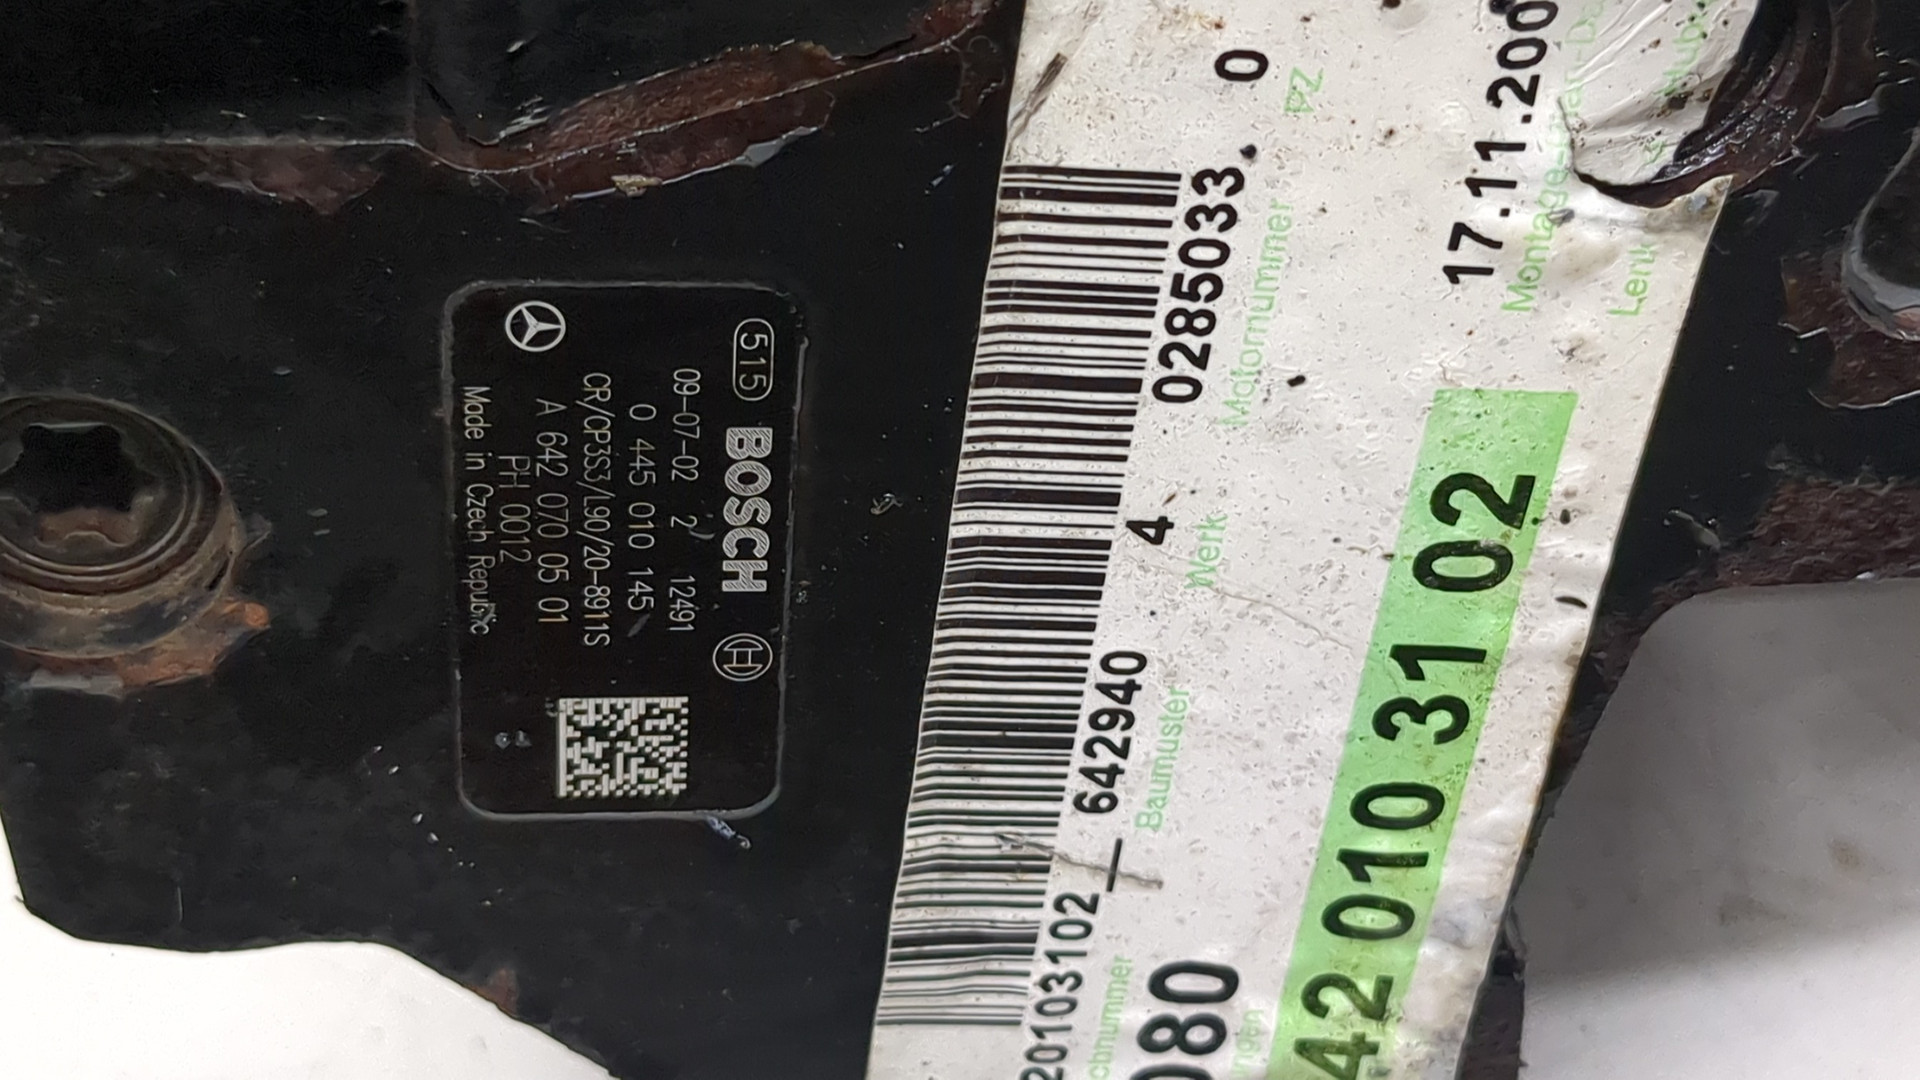 515 BOSCH
09-07-02 2 12491
0 445 010 145
CR/CP3S3/L90/20-8911S
A 642 070 05 01
PH 0012
Made in Czech Republic
20103102 642940 4 0285033. 0
Baumuster Werk Motornummer PZ
080
17.11.200
42 010 31 02